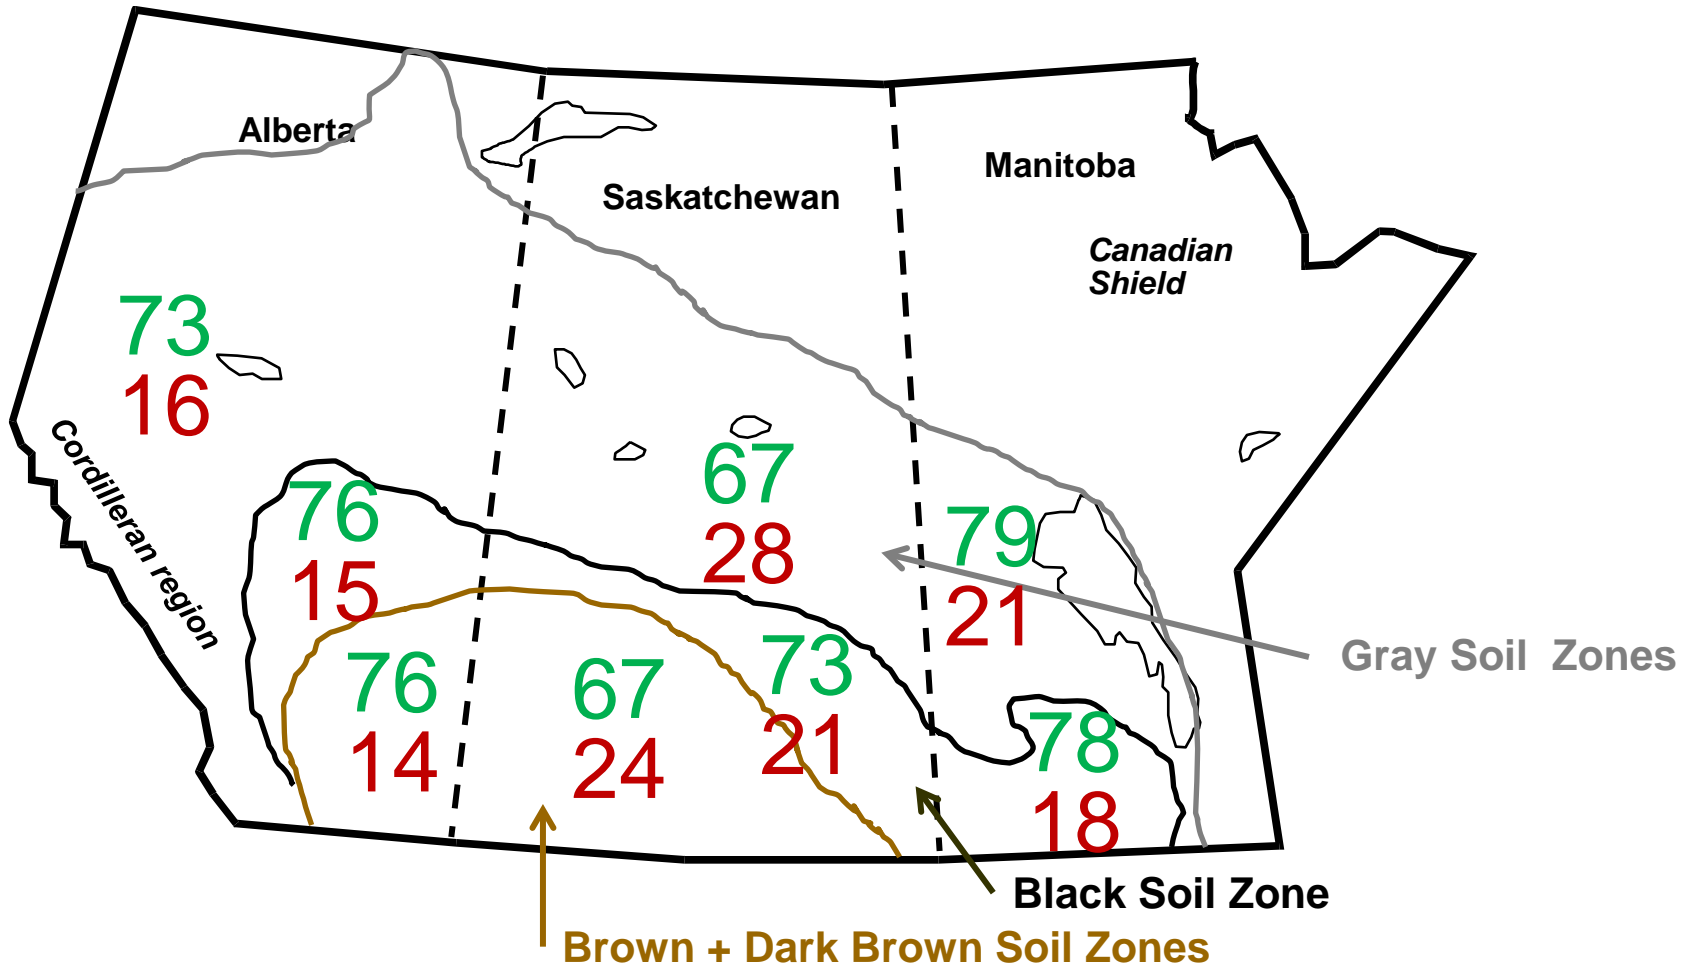 Alberta
Saskatchewan
Manitoba
Canadian
Shield
73
16
Cordilleran region
76
15
67
28
79
21
76
14
67
24
73
21
78
18
Gray Soil Zones
Black Soil Zone
Brown + Dark Brown Soil Zones